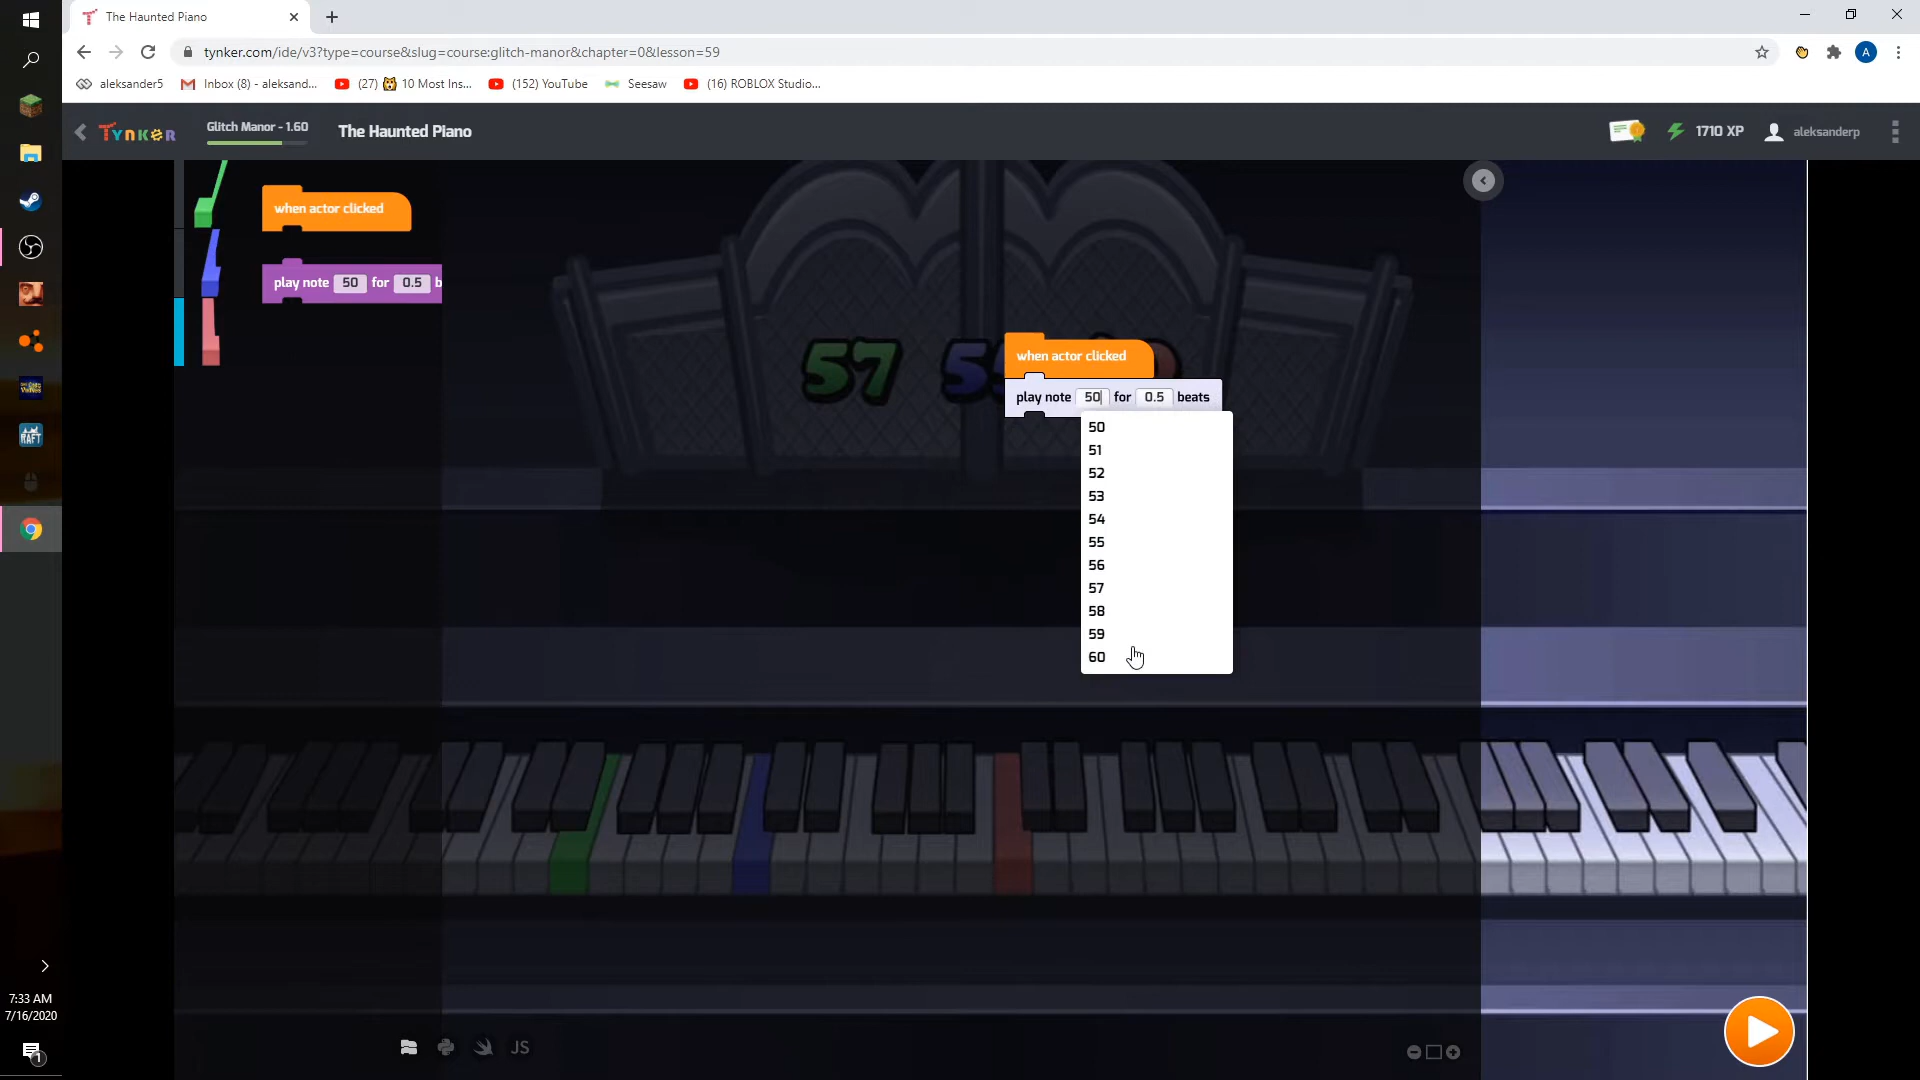 The Haunted Piano
tynker.com/ide/v3?type=course&slug=course:glitch-manor&chapter=0&lesson=59
A
aleksander5
Inbox (8) - aleksand...
(27) 🐯 10 Most Ins...
(152) YouTube
Seesaw
(16) ROBLOX Studio...
TYNKER
Glitch Manor - 1.60
The Haunted Piano
1710 XP
aleksanderp
when actor clicked
play note 50 for 0.5 b
57
when actor clicked
play note 50 for 0.5 beats
50
51
52
53
54
55
56
57
58
59
60
RAFT
7:33 AM
7/16/2020
1
JS